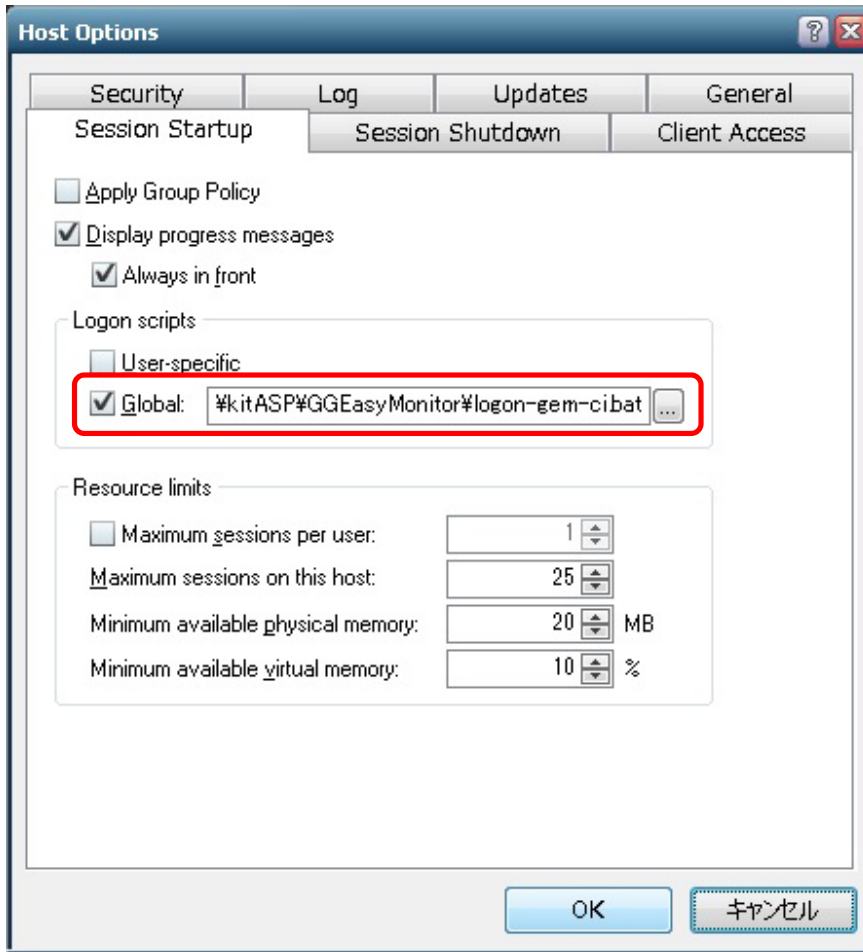 Host Options
Security Log Updates General
Session Startup Session Shutdown Client Access
Apply Group Policy
Display progress messages
Always in front
Logon scripts
User-specific
Global: ¥kitASP¥GGEasyMonitor¥logon-gem-ci.bat ...
Resource limits
Maximum sessions per user: 1
Maximum sessions on this host: 25
Minimum available physical memory: 20 MB
Minimum available virtual memory: 10 %
OK キャンセル